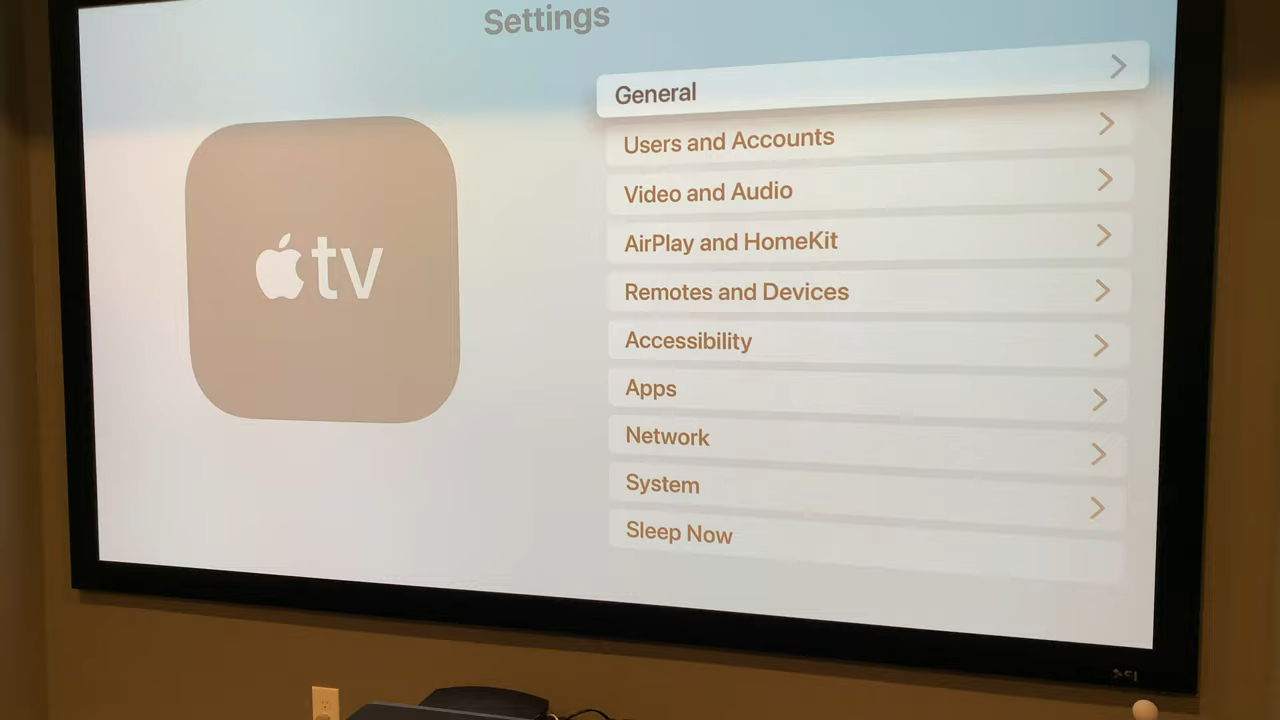 Settings
General
Users and Accounts
Video and Audio
tv
AirPlay and HomeKit
Remotes and Devices
Accessibility
Apps
Network
System
Sleep Now